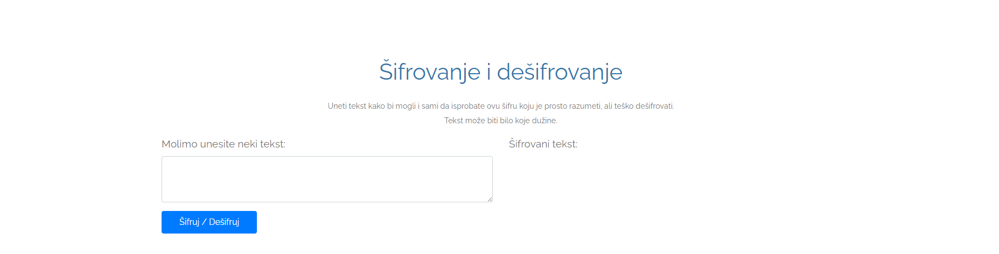 Šifrovanje i dešifrovanje
Uneti tekst kako bi mogli i sami da isprobate ovu šifru koju je prosto razumeti, ali teško dešifrovati.
Tekst može biti bilo koje dužine.
Molimo unesite neki tekst:
Šifrovani tekst:
Šifruj / Dešifruj